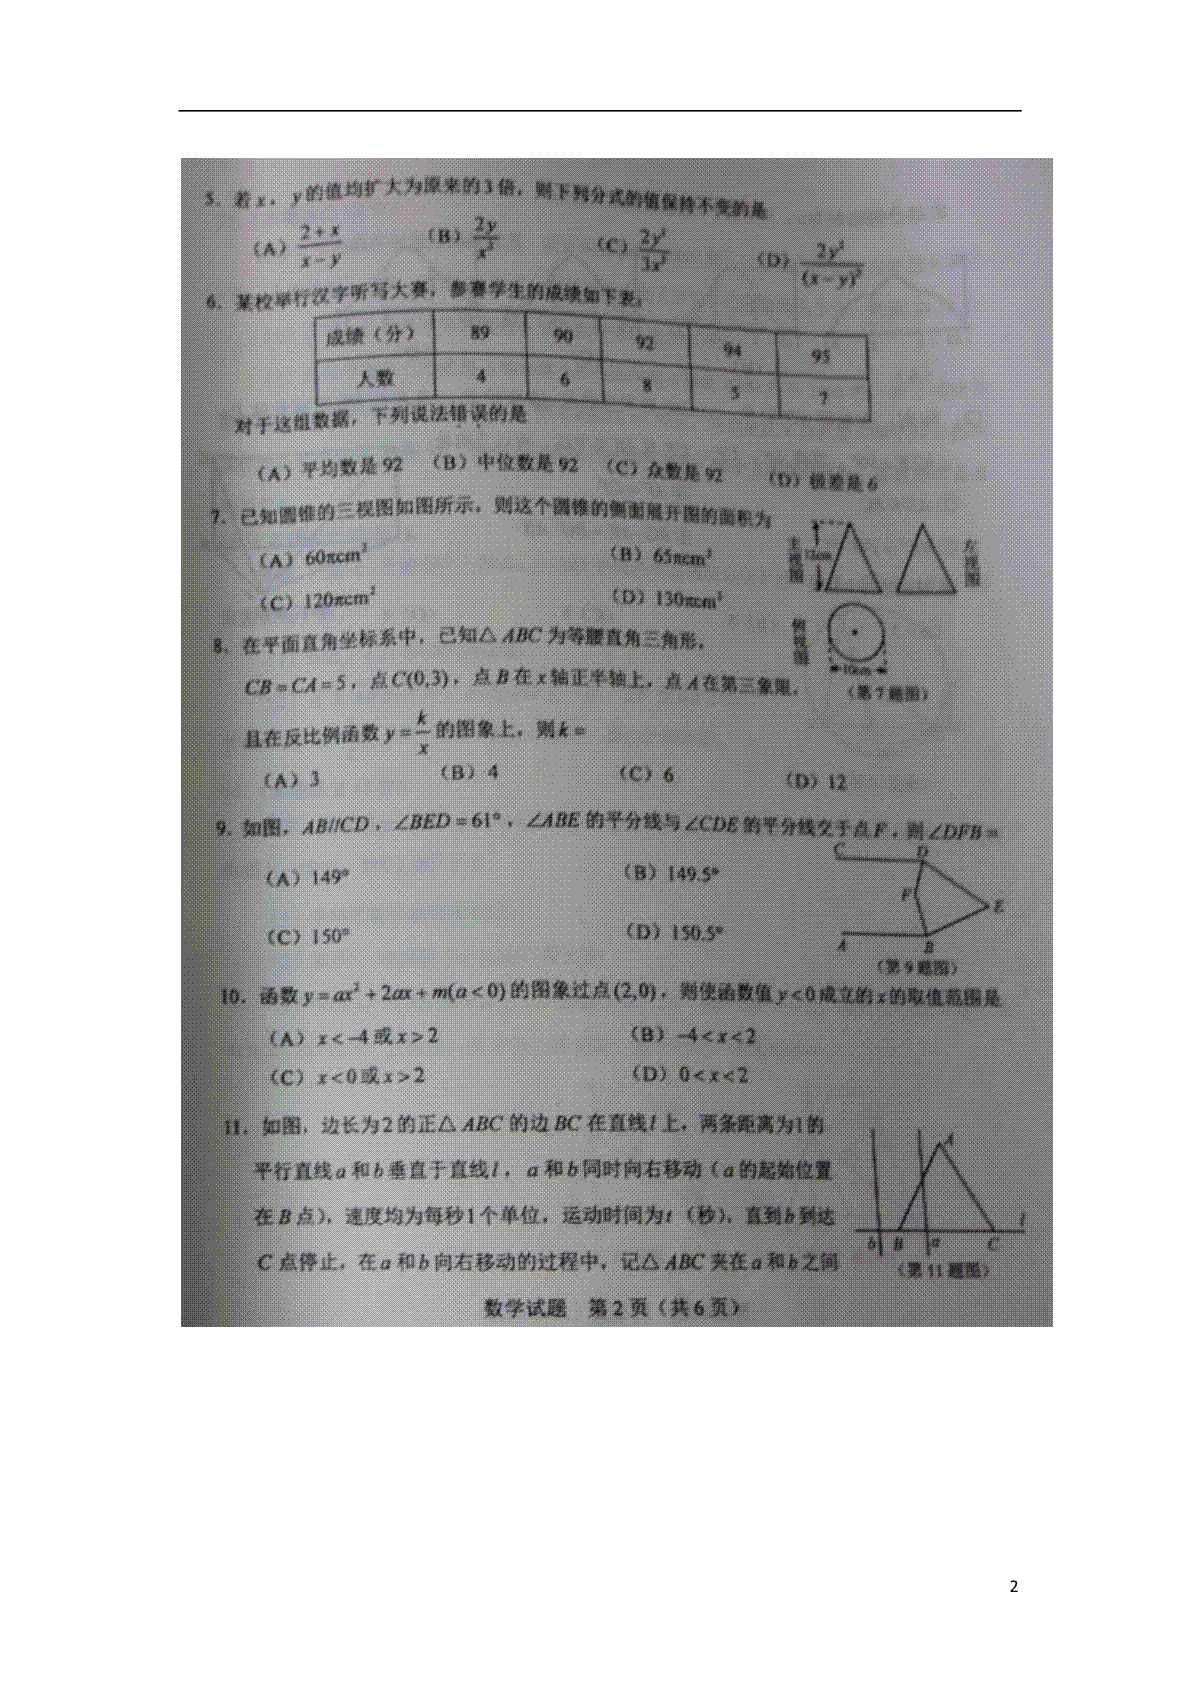 5. 若 x, y 的值均扩大为原来的 3 倍，则下列分式的值保持不变的是
(A) (2+x)/(x-y) (B) 2y/x² (C) (D) 2y²/(x-y)²
6. 某校举行汉字听写大赛，参赛学生的成绩如下表：
成绩（分） 89 90 92 94 95
人数 4 6 8 5 7
对于这组数据，下列说法错误的是
(A) 平均数是 92 (B) 中位数是 92 (C) 众数是 92 (D) 极差是 6
7. 已知圆锥的三视图如图所示，则这个圆锥的侧面展开图的面积为
(A) 60πcm² (B) 65πcm²
(C) 120πcm² (D) 130πcm²
主视图 12cm 左视图
视图 10cm
（第 7 题图）
8. 在平面直角坐标系中，已知△ABC 为等腰直角三角形，
CB=CA=5，点 C(0,3)，点 B 在 x 轴正半轴上，点 A 在第三象限，
且在反比例函数 y=k/x 的图象上，则 k=
(A) 3 (B) 4 (C) 6 (D) 12
9. 如图，AB//CD，∠BED=61°，∠ABE 的平分线与∠CDE 的平分线交于点 F，则∠DFB=
(A) 149° (B) 149.5°
(C) 150° (D) 150.5°
C D
F E
A B
（第 9 题图）
10. 函数 y=ax²+2ax+m(a<0) 的图象过点 (2,0)，则使函数值 y<0 成立的 x 的取值范围是
(A) x<-4 或 x>2 (B) -4<x<2
(C) x<0 或 x>2 (D) 0<x<2
11. 如图，边长为 2 的正△ABC 的边 BC 在直线 l 上，两条距离为 1 的
平行直线 a 和 b 垂直于直线 l，a 和 b 同时向右移动（a 的起始位置
在 B 点），速度均为每秒 1 个单位，运动时间为 t（秒），直到 b 到达
C 点停止，在 a 和 b 向右移动的过程中，记△ABC 夹在 a 和 b 之间
A
l
b B a C
（第 11 题图）
数学试题 第 2 页（共 6 页）
2